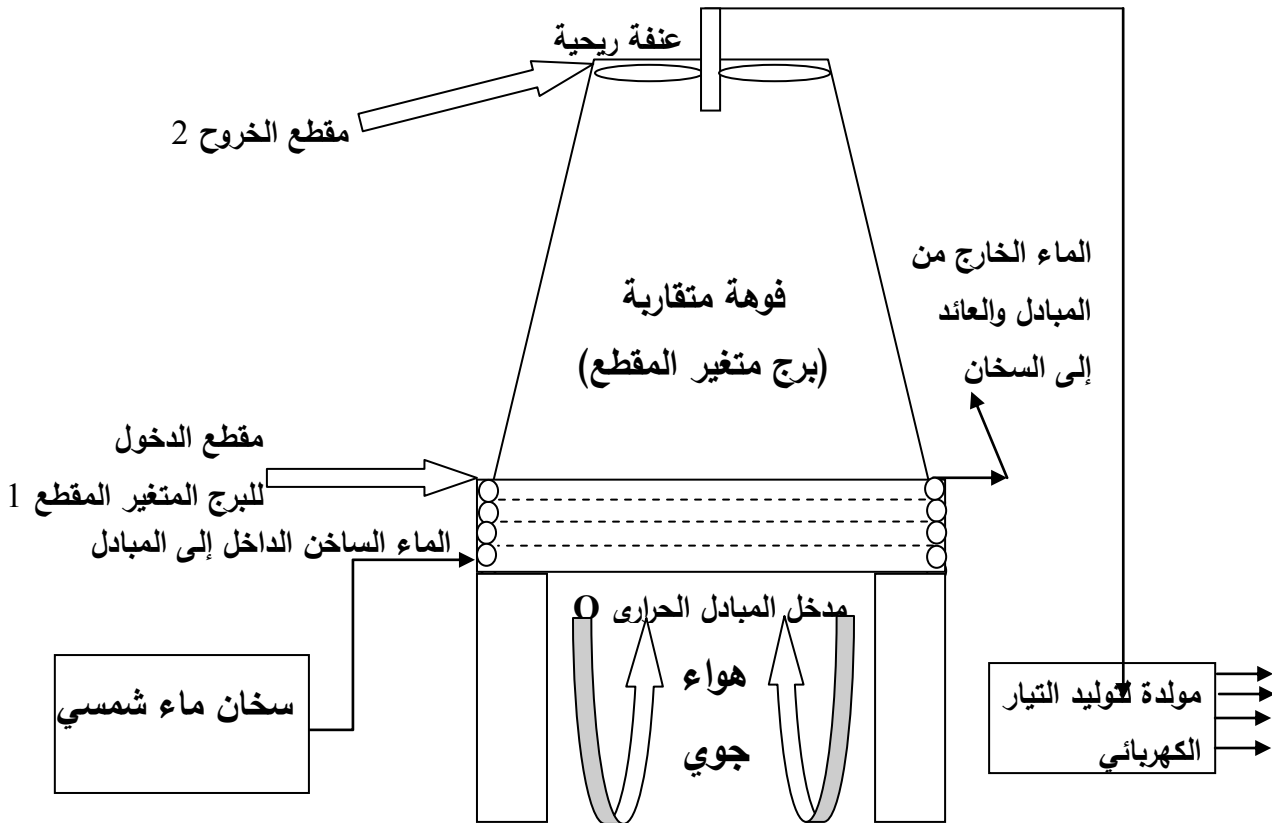 عنفة ريحية
مقطع الخروح 2
الماء الخارج من
المبادل والعائد
إلى السخان
فوهة متقاربة
(برج متغير المقطع)
مقطع الدخول
للبرج المتغير المقطع 1
الماء الساخن الداخل إلى المبادل
مدخل المبادل الحراري O
هواء
جوي
سخان ماء شمسي
مولدة لتوليد التيار
الكهربائي